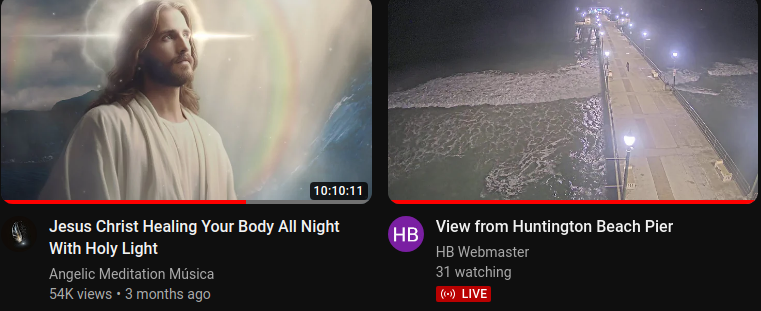 10:10:11
Jesus Christ Healing Your Body All Night
With Holy Light
Angelic Meditation Música
54K views • 3 months ago
HB
View from Huntington Beach Pier
HB Webmaster
31 watching
LIVE